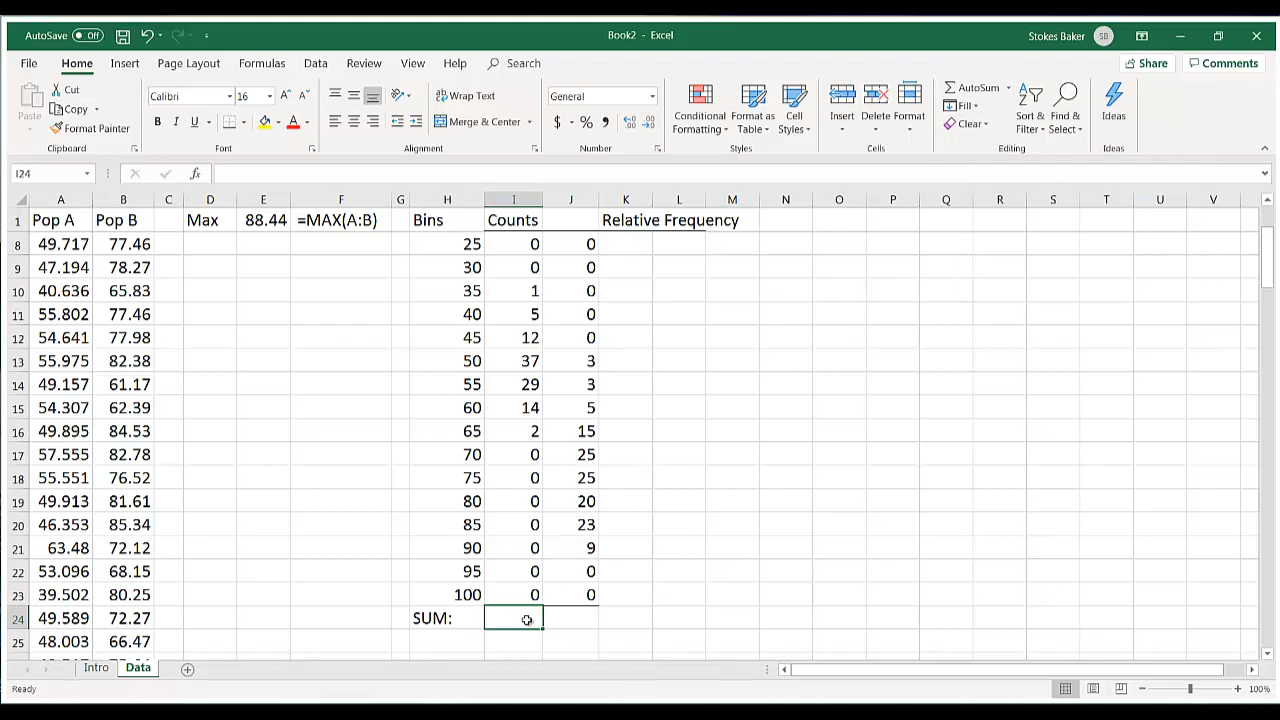 AutoSave Off Book2 - Excel Stokes Baker SB
File Home Insert Page Layout Formulas Data Review View Help Search Share Comments
Paste Cut Copy Format Painter Clipboard
Calibri 16 A A B I U A Font
ab Wrap Text Merge & Center Alignment
General $ % , Number
Conditional Formatting Format as Table Cell Styles Styles
Insert Delete Format Cells
AutoSum Fill Clear Sort & Filter Find & Select Editing
Ideas Ideas
I24 fx
A B C D E F G H I J K L M N O P Q R S T U V
1 Pop A Pop B Max 88.44 =MAX(A:B) Bins Counts Relative Frequency
8 49.717 77.46 25 0 0
9 47.194 78.27 30 0 0
10 40.636 65.83 35 1 0
11 55.802 77.46 40 5 0
12 54.641 77.98 45 12 0
13 55.975 82.38 50 37 3
14 49.157 61.17 55 29 3
15 54.307 62.39 60 14 5
16 49.895 84.53 65 2 15
17 57.555 82.78 70 0 25
18 55.551 76.52 75 0 25
19 49.913 81.61 80 0 20
20 46.353 85.34 85 0 23
21 63.48 72.12 90 0 9
22 53.096 68.15 95 0 0
23 39.502 80.25 100 0 0
24 49.589 72.27 SUM:
25 48.003 66.47
Intro Data
Ready 100%